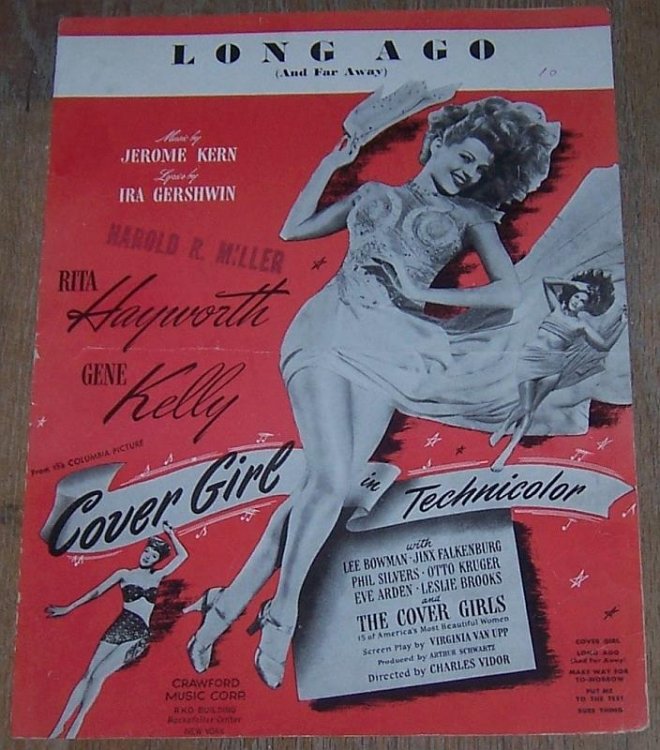 LONG AGO
(And Far Away)
10
Music by
JEROME KERN
Lyrics by
IRA GERSHWIN
HAROLD R. MILLER
RITA
Hayworth
GENE
Kelly
From the COLUMBIA PICTURE
Cover Girl
in
Technicolor
with
LEE BOWMAN · JINX FALKENBURG
PHIL SILVERS · OTTO KRUGER
EVE ARDEN · LESLIE BROOKS
and
THE COVER GIRLS
15 of America's Most Beautiful Women
Screen Play by VIRGINIA VAN UPP
Produced by ARTHUR SCHWARTZ
Directed by CHARLES VIDOR
CRAWFORD
MUSIC CORP.
R.K.O. BUILDING
Rockefeller Center
NEW YORK
COVER GIRL
LONG AGO
(And Far Away)
MAKE WAY FOR
TO-MORROW
PUT ME
TO THE TEST
SURE THING